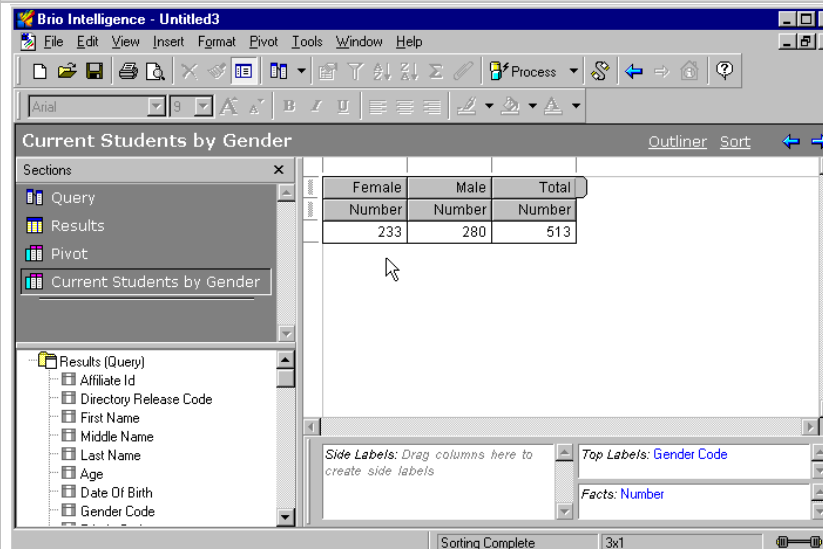 Brio Intelligence - Untitled3
File Edit View Insert Format Pivot Tools Window Help
Process
Arial 9 A A B I U A
Current Students by Gender Outliner Sort
Sections
Query
Results
Pivot
Current Students by Gender
Female Male Total
Number Number Number
233 280 513
Results (Query)
Affiliate Id
Directory Release Code
First Name
Middle Name
Last Name
Age
Date Of Birth
Gender Code
Side Labels: Drag columns here to
create side labels
Top Labels: Gender Code
Facts: Number
Sorting Complete 3x1